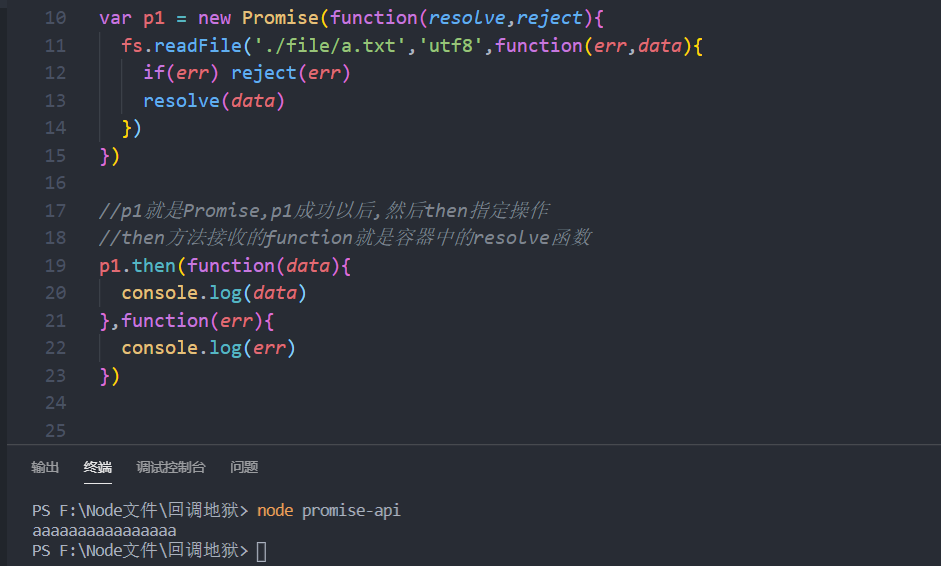 10 var p1 = new Promise(function(resolve,reject){
11 fs.readFile('./file/a.txt','utf8',function(err,data){
12 if(err) reject(err)
13 resolve(data)
14 })
15 })
16
17 //p1就是Promise,p1成功以后,然后then指定操作
18 //then方法接收的function就是容器中的resolve函数
19 p1.then(function(data){
20 console.log(data)
21 },function(err){
22 console.log(err)
23 })
24
25
输出 终端 调试控制台 问题
PS F:\Node文件\回调地狱> node promise-api
aaaaaaaaaaaaaaaa
PS F:\Node文件\回调地狱>